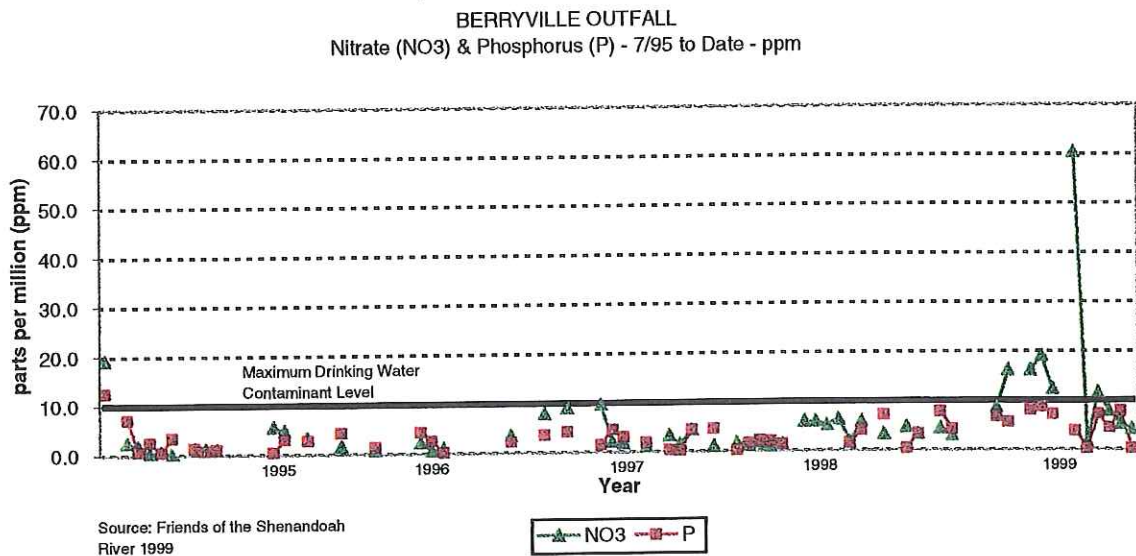 BERRYVILLE OUTFALL
Nitrate (NO3) & Phosphorus (P) - 7/95 to Date - ppm
parts per million (ppm)
70.0
60.0
50.0
40.0
30.0
20.0
10.0
0.0
Maximum Drinking Water
Contaminant Level
1995 1996 1997 1998 1999
Year
Source: Friends of the Shenandoah
River 1999
NO3 P